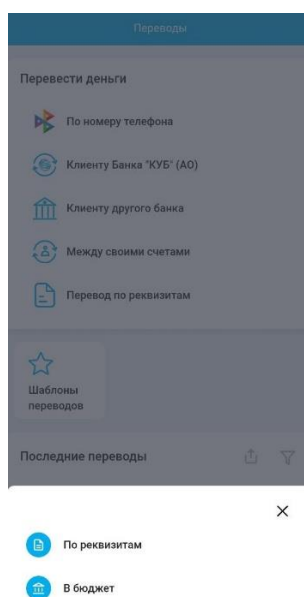 Переводы
Перевести деньги
По номеру телефона
Клиенту Банка "КУБ" (АО)
Клиенту другого банка
Между своими счетами
Перевод по реквизитам
Шаблоны
переводов
Последние переводы
По реквизитам
В бюджет